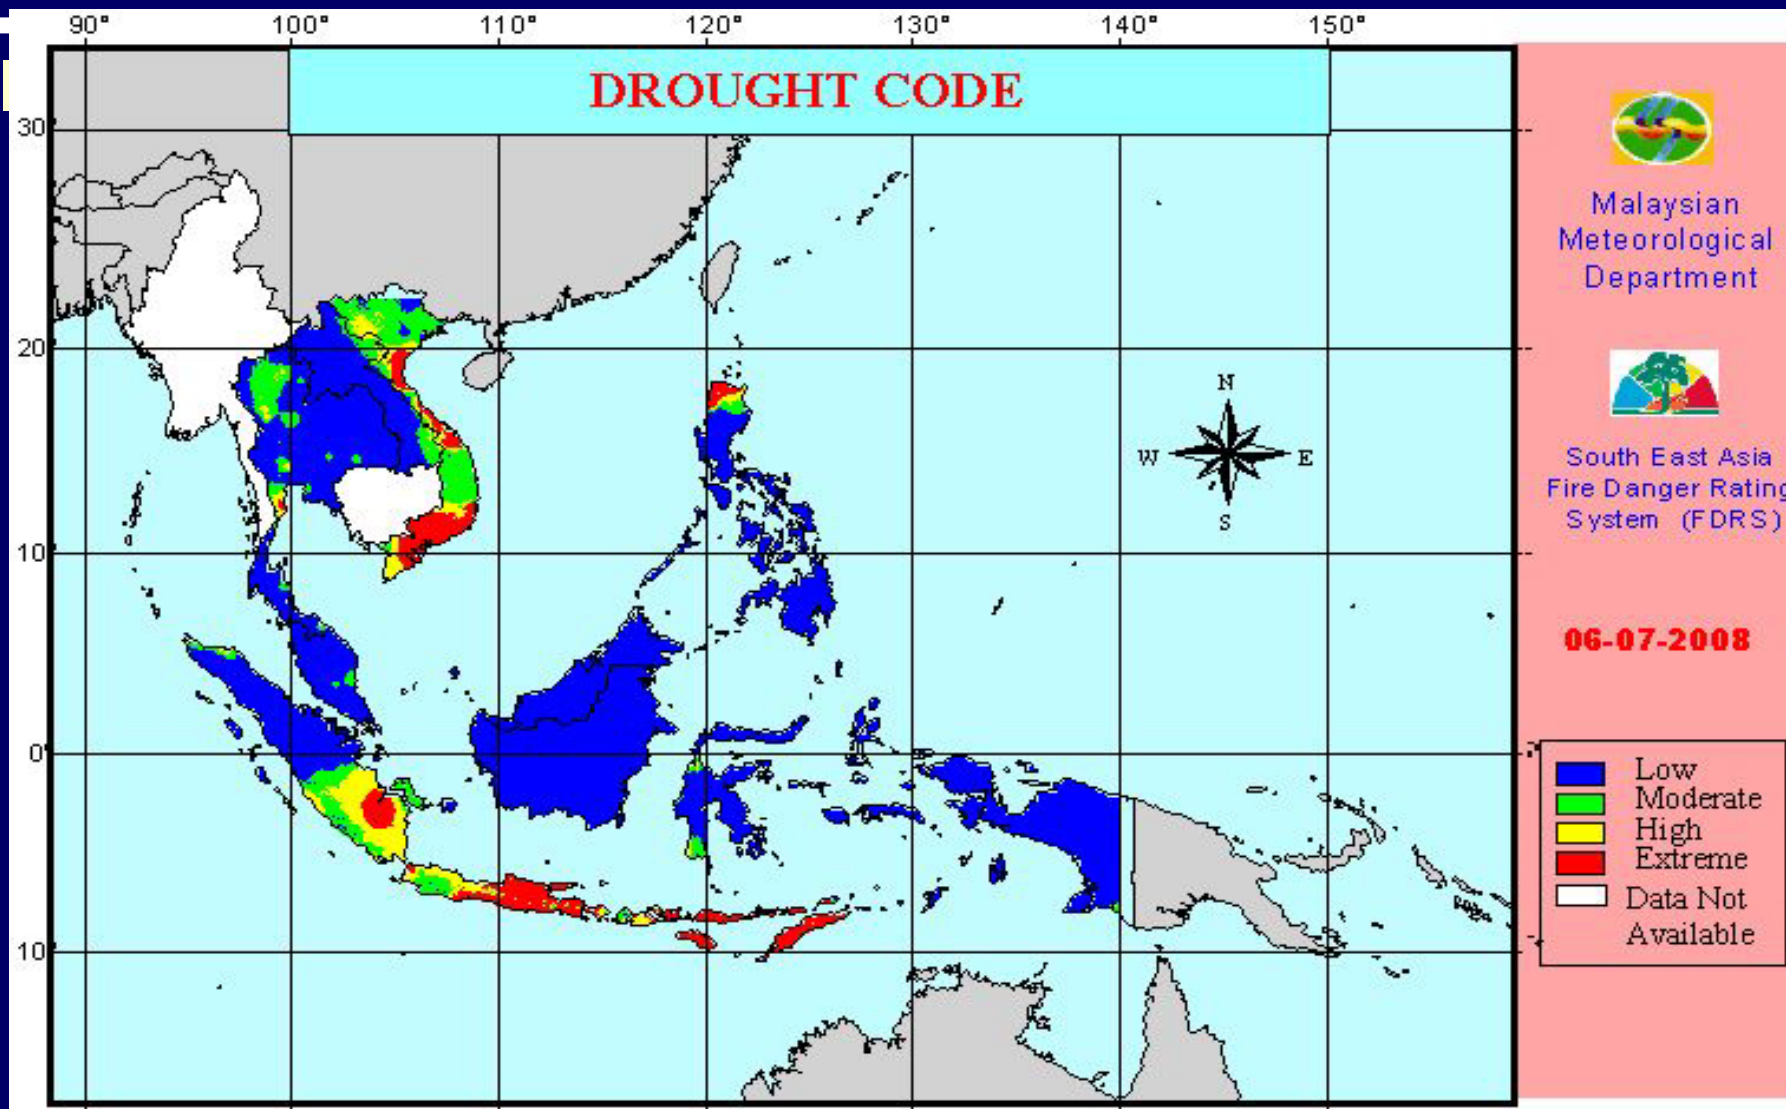 90° 100° 110° 120° 130° 140° 150°
DROUGHT CODE
30°
20°
10°
0°
10°
N
W E
S
Malaysian
Meteorological
Department
South East Asia
Fire Danger Rating
System (FDRS)
06-07-2008
Low
Moderate
High
Extreme
Data Not
Available